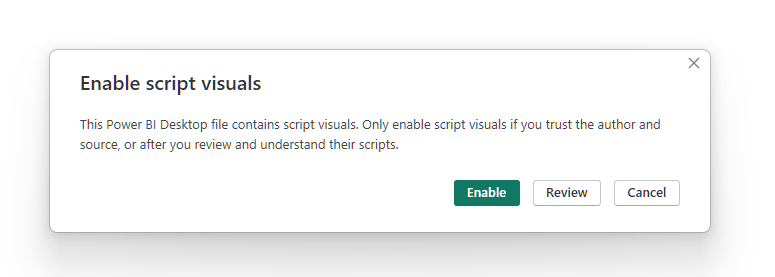 Enable script visuals
This Power BI Desktop file contains script visuals. Only enable script visuals if you trust the author and
source, or after you review and understand their scripts.
Enable Review Cancel